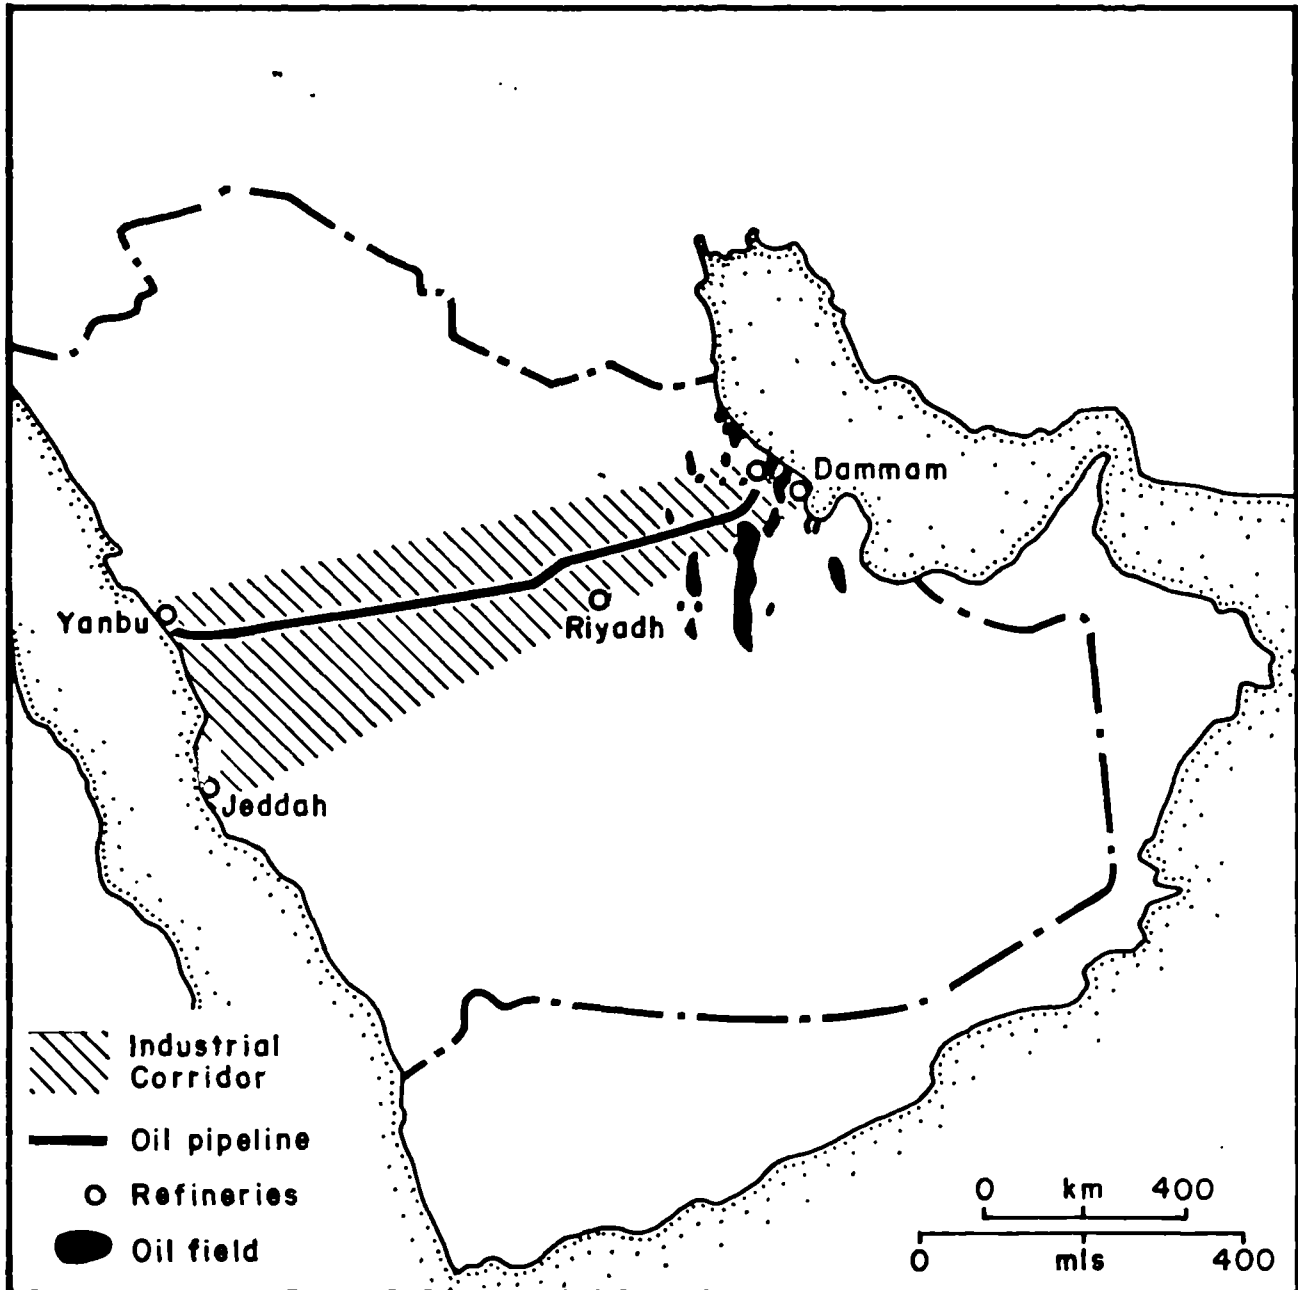 Dammam
Yanbu
Riyadh
Jeddah
Industrial
Corridor
Oil pipeline
Refineries
Oil field
0 km 400
0 mls 400